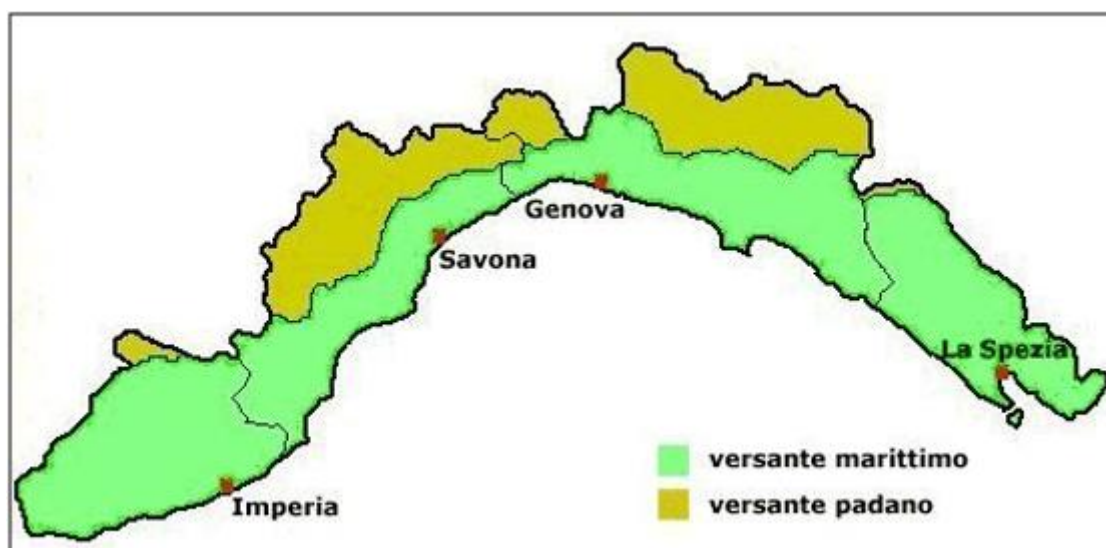 Genova
Savona
La Spezia
Imperia
versante marittimo
versante padano